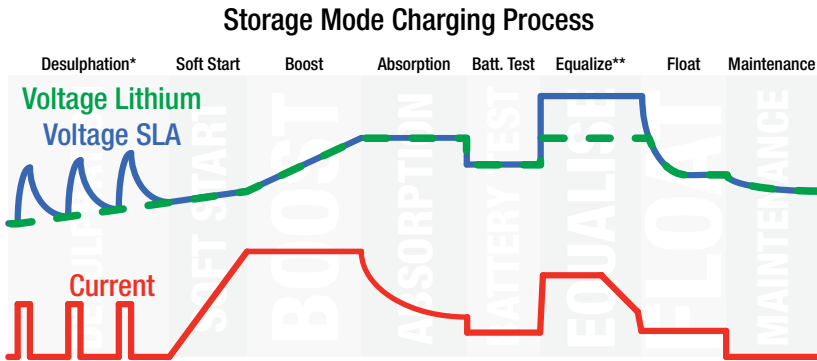 Storage Mode Charging Process
Desulphation* Soft Start Boost Absorption Batt. Test Equalize** Float Maintenance
Voltage Lithium
Voltage SLA
Current
SOFT START
BOOST
ABSORPTION
BATTERY TEST
EQUALISE
FLOAT
MAINTENANCE